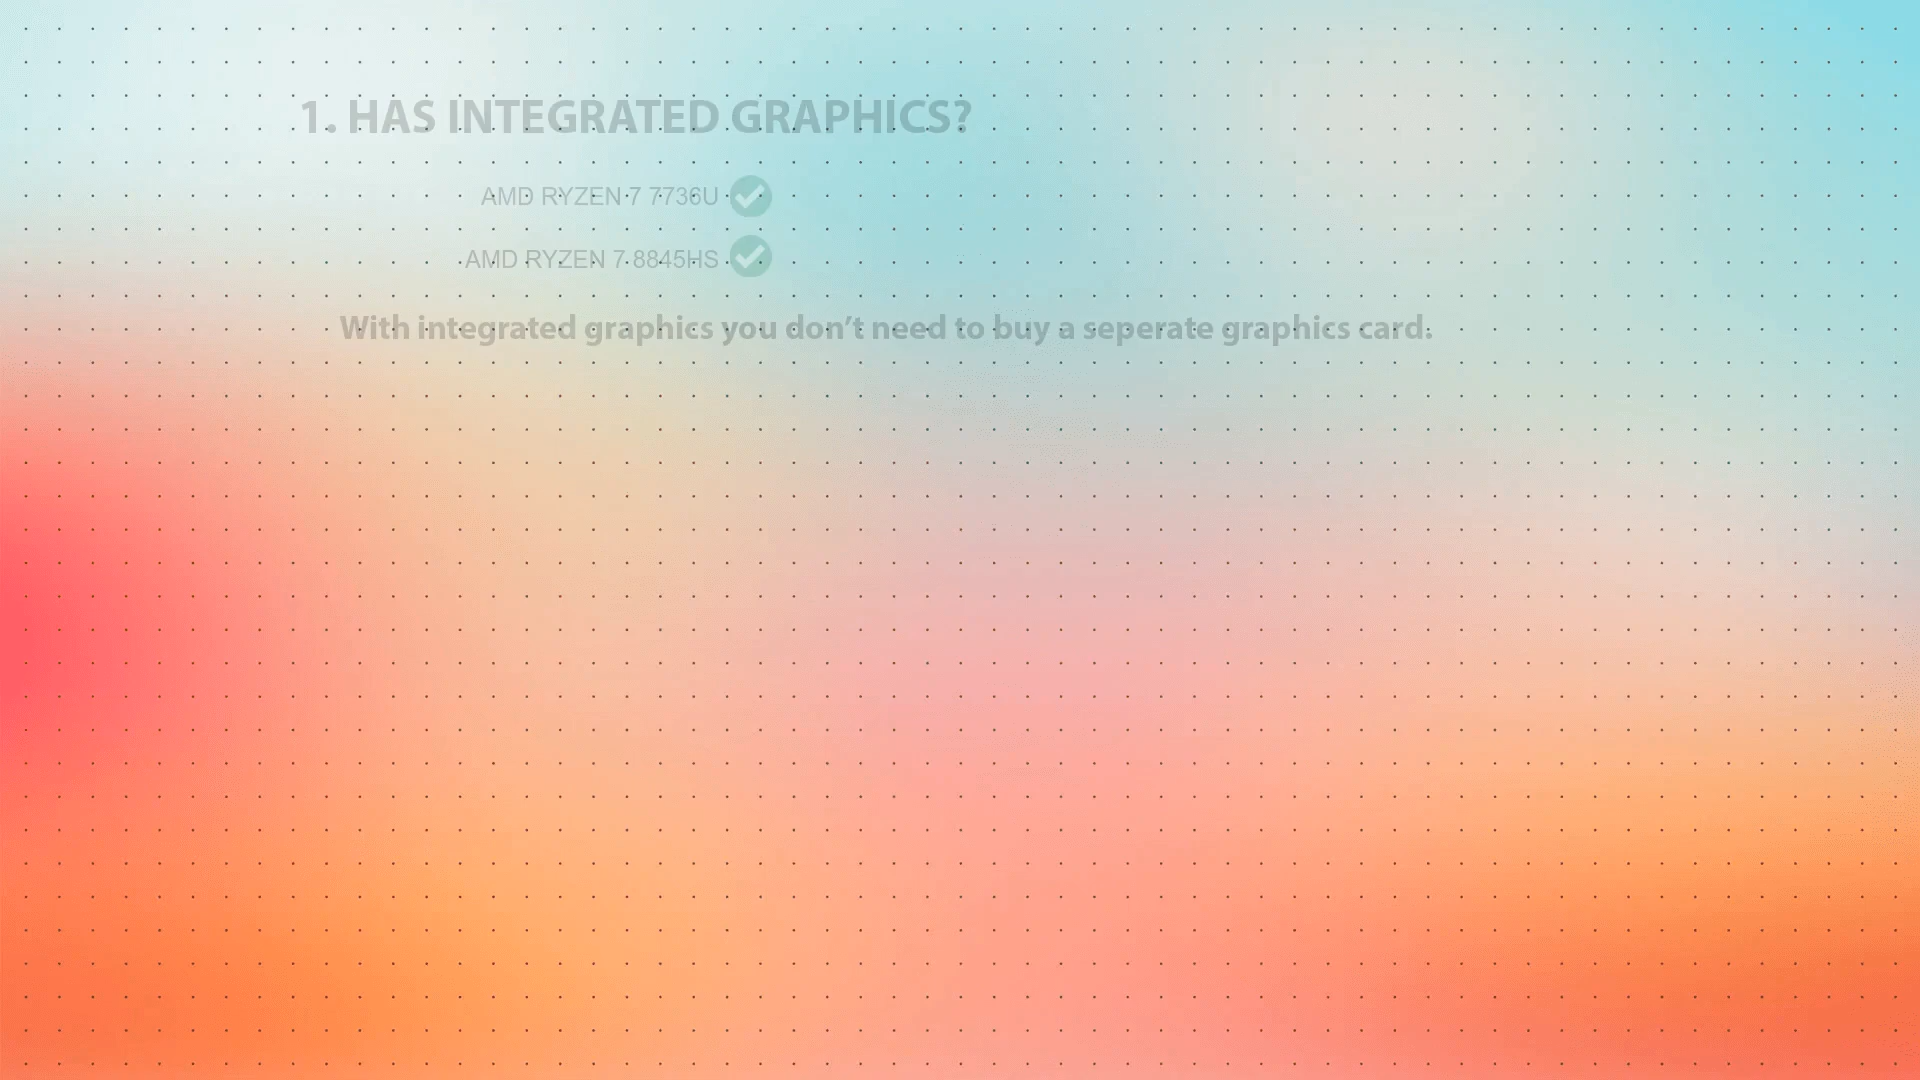 1. HAS INTEGRATED GRAPHICS?
AMD RYZEN 7 7736U
AMD RYZEN 7 8845HS
With integrated graphics you don’t need to buy a seperate graphics card.